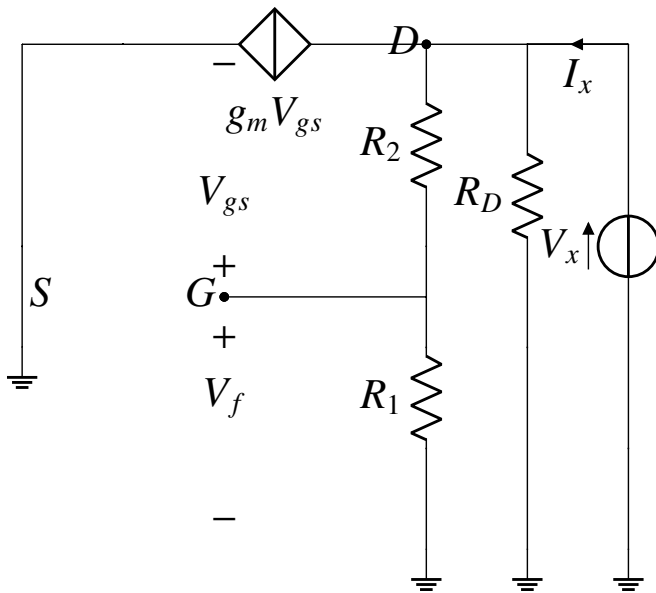 − D
I_x
g_m V_gs
R_2
V_gs R_D
V_x
+
S G
+
V_f R_1
−